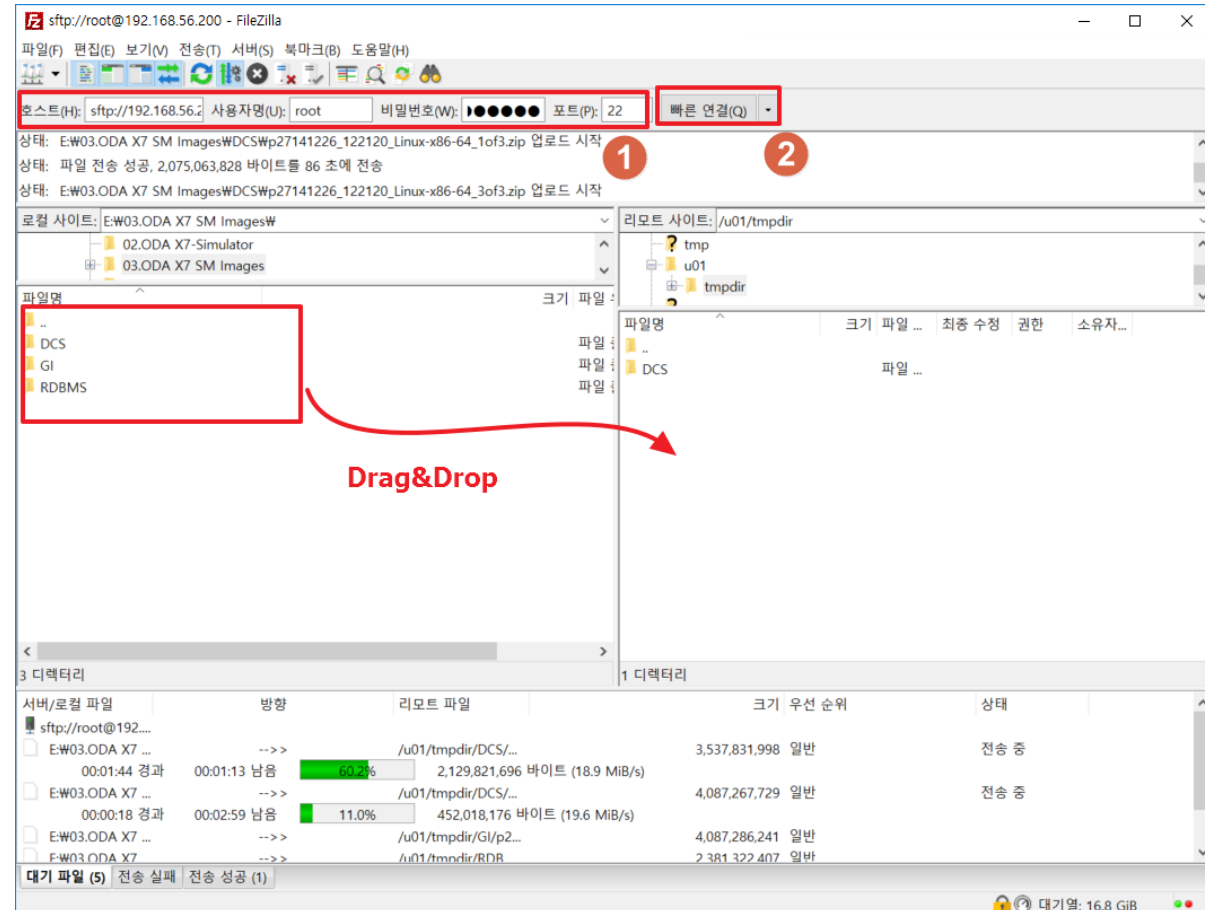 sftp://root@192.168.56.200 - FileZilla
파일(F) 편집(E) 보기(V) 전송(T) 서버(S) 북마크(B) 도움말(H)
호스트(H): sftp://192.168.56.2 사용자명(U): root 비밀번호(W): ●●●●●● 포트(P): 22 빠른 연결(Q)
상태: E:₩03.ODA X7 SM Images₩DCS₩p27141226_122120_Linux-x86-64_1of3.zip 업로드 시작
1 2
상태: 파일 전송 성공, 2,075,063,828 바이트를 86 초에 전송
상태: E:₩03.ODA X7 SM Images₩DCS₩p27141226_122120_Linux-x86-64_3of3.zip 업로드 시작
로컬 사이트: E:₩03.ODA X7 SM Images₩
02.ODA X7-Simulator
03.ODA X7 SM Images
파일명 크기 파일
..
DCS 파일
GI 파일
RDBMS 파일
3 디렉터리
리모트 사이트: /u01/tmpdir
? tmp
u01
tmpdir
파일명 크기 파일 ... 최종 수정 권한 소유자...
..
DCS 파일 ...
1 디렉터리
Drag&Drop
서버/로컬 파일 방향 리모트 파일 크기 우선 순위 상태
sftp://root@192....
E:₩03.ODA X7 ... -->> /u01/tmpdir/DCS/... 3,537,831,998 일반 전송 중
00:01:44 경과 00:01:13 남음 60.2% 2,129,821,696 바이트 (18.9 MiB/s)
E:₩03.ODA X7 ... -->> /u01/tmpdir/DCS/... 4,087,267,729 일반 전송 중
00:00:18 경과 00:02:59 남음 11.0% 452,018,176 바이트 (19.6 MiB/s)
E:₩03.ODA X7 ... -->> /u01/tmpdir/GI/p2... 4,087,286,241 일반
E:₩03.ODA X7 -->> /u01/tmpdir/RDB 2,381,322,407 일반
대기 파일 (5) 전송 실패 전송 성공 (1)
대기열: 16.8 GiB